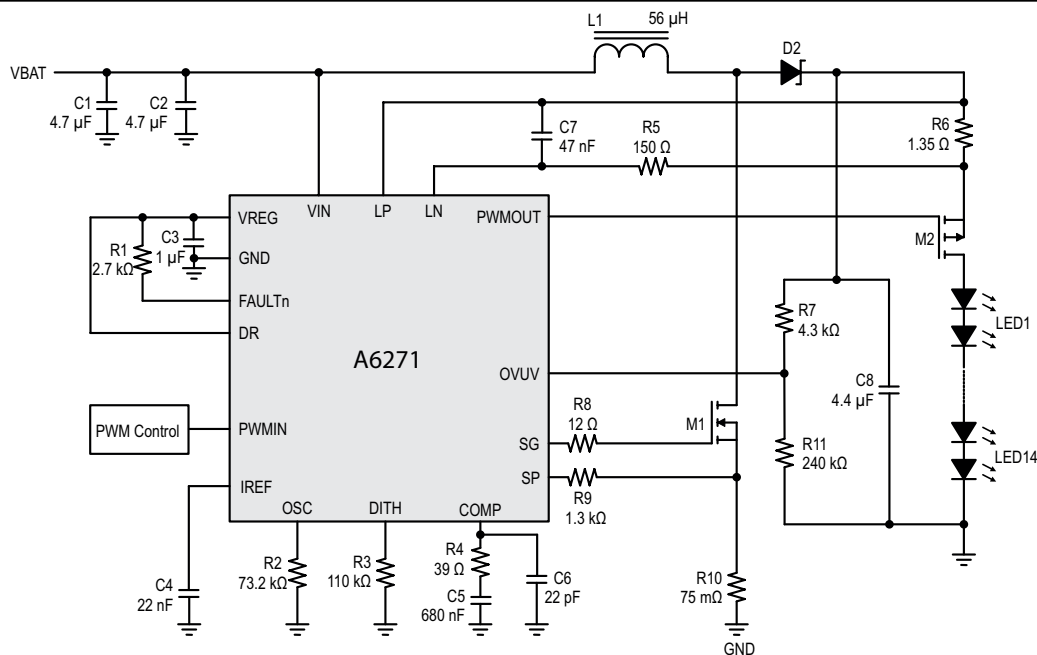 L1
56 µH
D2
VBAT
C1
4.7 µF
C2
4.7 µF
C7
47 nF
R5
150 Ω
R6
1.35 Ω
VREG
VIN
LP
LN
PWMOUT
M2
R1
2.7 kΩ
C3
1 µF
GND
FAULTn
DR
A6271
R7
4.3 kΩ
LED1
OVUV
C8
4.4 µF
PWM Control
PWMIN
R8
12 Ω
M1
SG
R11
240 kΩ
LED14
SP
R9
1.3 kΩ
IREF
OSC
DITH
COMP
R2
73.2 kΩ
R3
110 kΩ
R4
39 Ω
C4
22 nF
C5
680 nF
C6
22 pF
R10
75 mΩ
GND